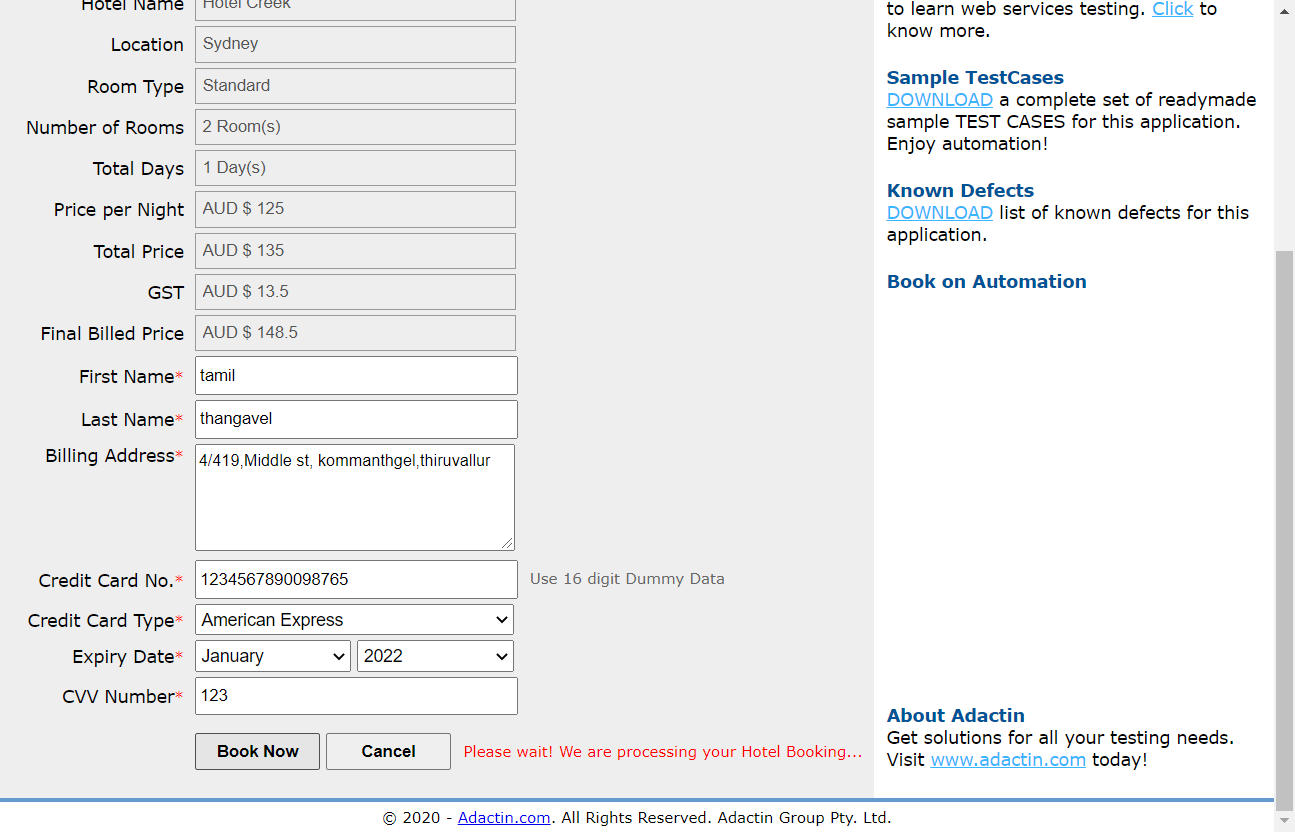 Hotel Name Hotel Creek
Location Sydney
Room Type Standard
Number of Rooms 2 Room(s)
Total Days 1 Day(s)
Price per Night AUD $ 125
Total Price AUD $ 135
GST AUD $ 13.5
Final Billed Price AUD $ 148.5
First Name* tamil
Last Name* thangavel
Billing Address* 4/419,Middle st, kommanthgel,thiruvallur
Credit Card No.* 1234567890098765 Use 16 digit Dummy Data
Credit Card Type* American Express
Expiry Date* January 2022
CVV Number* 123
Book Now Cancel Please wait! We are processing your Hotel Booking...
to learn web services testing. Click to
know more.
Sample TestCases
DOWNLOAD a complete set of readymade
sample TEST CASES for this application.
Enjoy automation!
Known Defects
DOWNLOAD list of known defects for this
application.
Book on Automation
About Adactin
Get solutions for all your testing needs.
Visit www.adactin.com today!
© 2020 - Adactin.com. All Rights Reserved. Adactin Group Pty. Ltd.